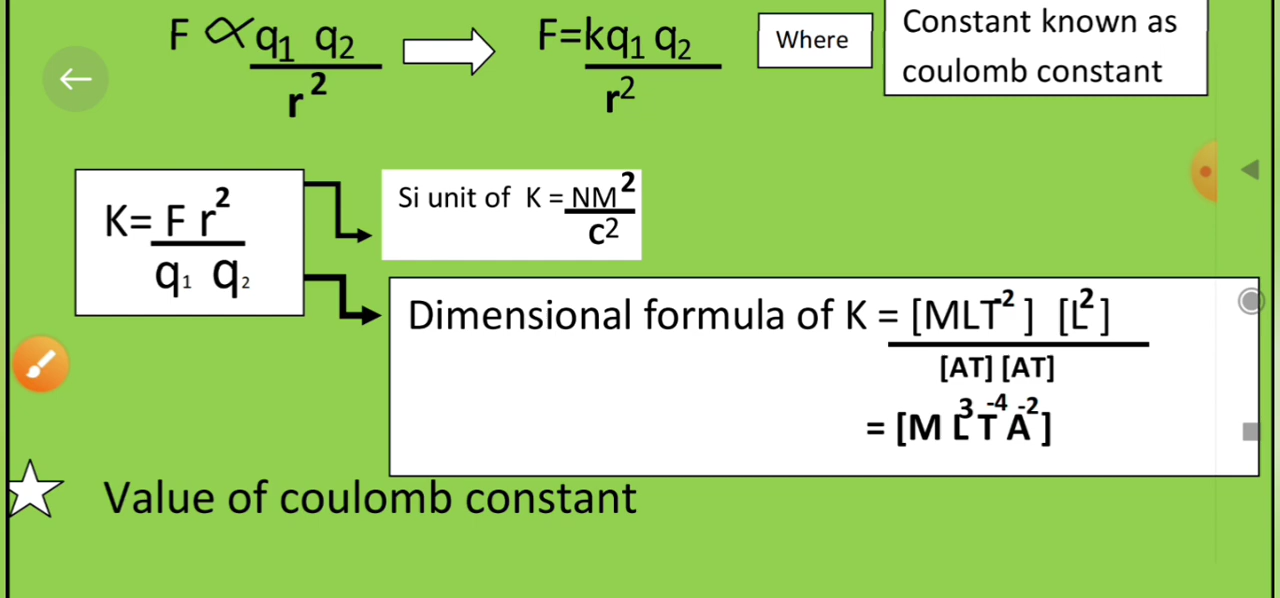 F ∝ q₁ q₂ / r²
F=kq₁ q₂ / r²
Where
Constant known as
coulomb constant
K= F r² / q₁ q₂
Si unit of K = NM² / c²
Dimensional formula of K = [MLT⁻²] [L²] / [AT] [AT]
= [M L³ T⁻⁴ A⁻²]
Value of coulomb constant